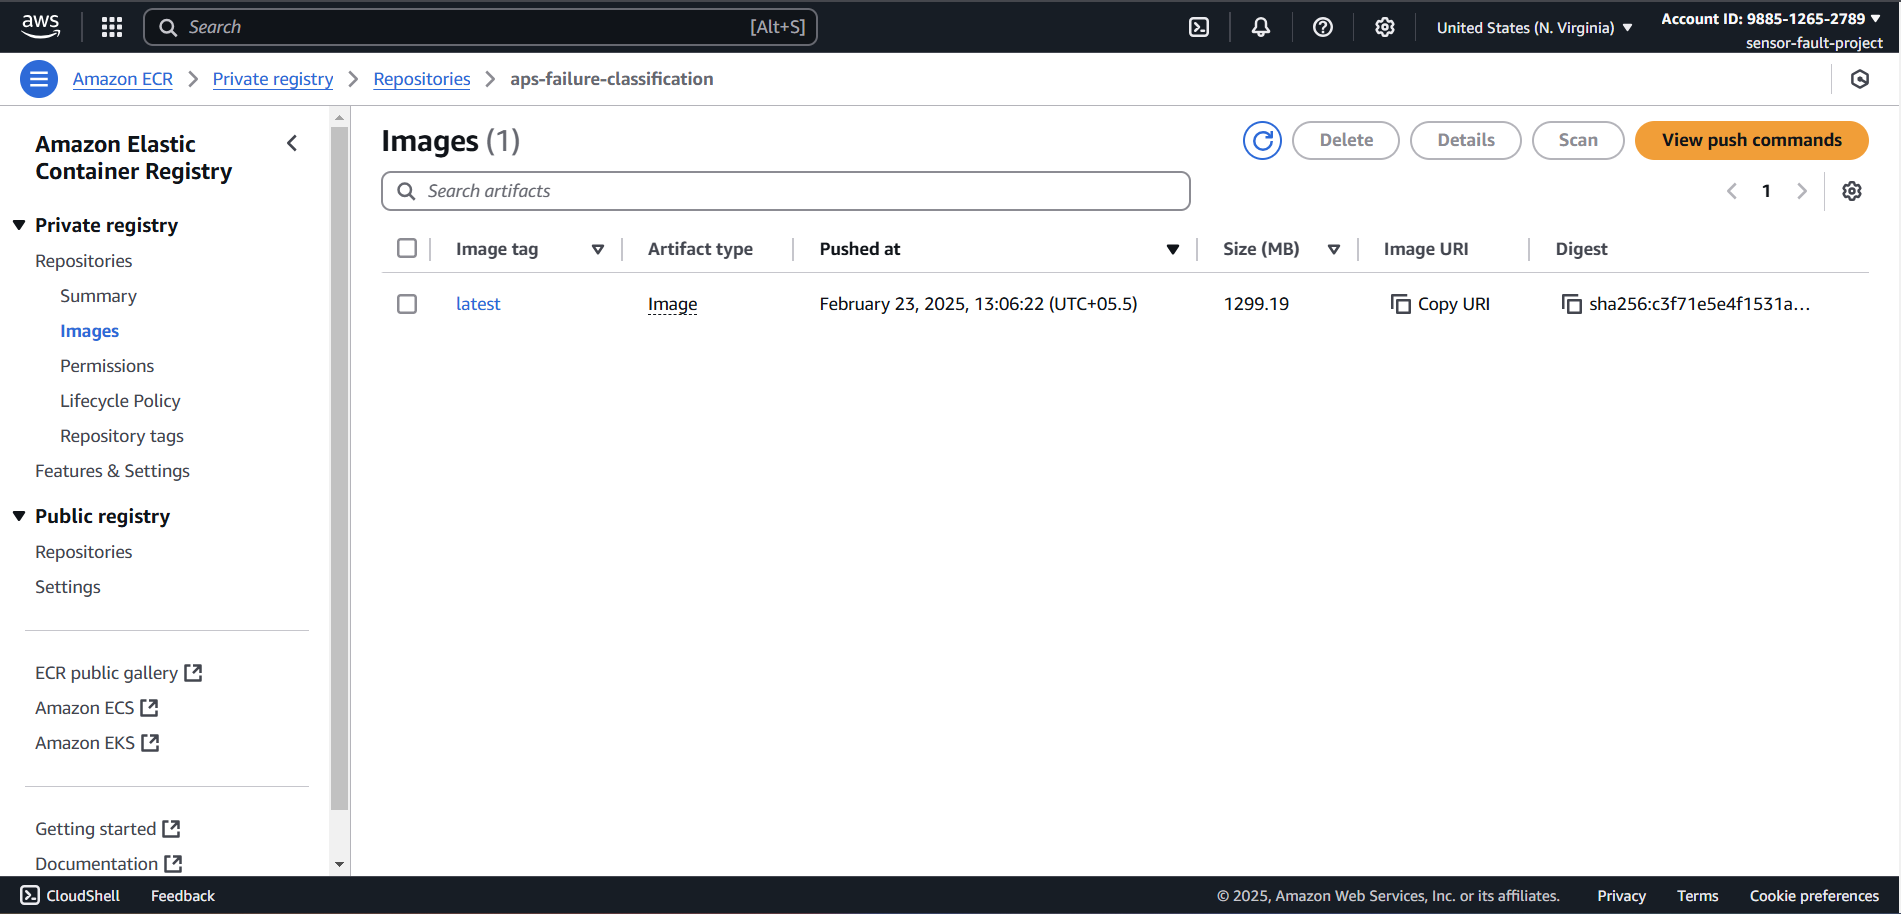 aws
Search [Alt+S]
United States (N. Virginia)
Account ID: 9885-1265-2789
sensor-fault-project
Amazon ECR
Private registry
Repositories
aps-failure-classification
Amazon Elastic
Container Registry
Private registry
Repositories
Summary
Images
Permissions
Lifecycle Policy
Repository tags
Features & Settings
Public registry
Repositories
Settings
ECR public gallery
Amazon ECS
Amazon EKS
Getting started
Documentation
Images (1)
Delete
Details
Scan
View push commands
Search artifacts
1
Image tag
Artifact type
Pushed at
Size (MB)
Image URI
Digest
latest
Image
February 23, 2025, 13:06:22 (UTC+05.5)
1299.19
Copy URI
sha256:c3f71e5e4f1531a...
CloudShell
Feedback
© 2025, Amazon Web Services, Inc. or its affiliates.
Privacy
Terms
Cookie preferences